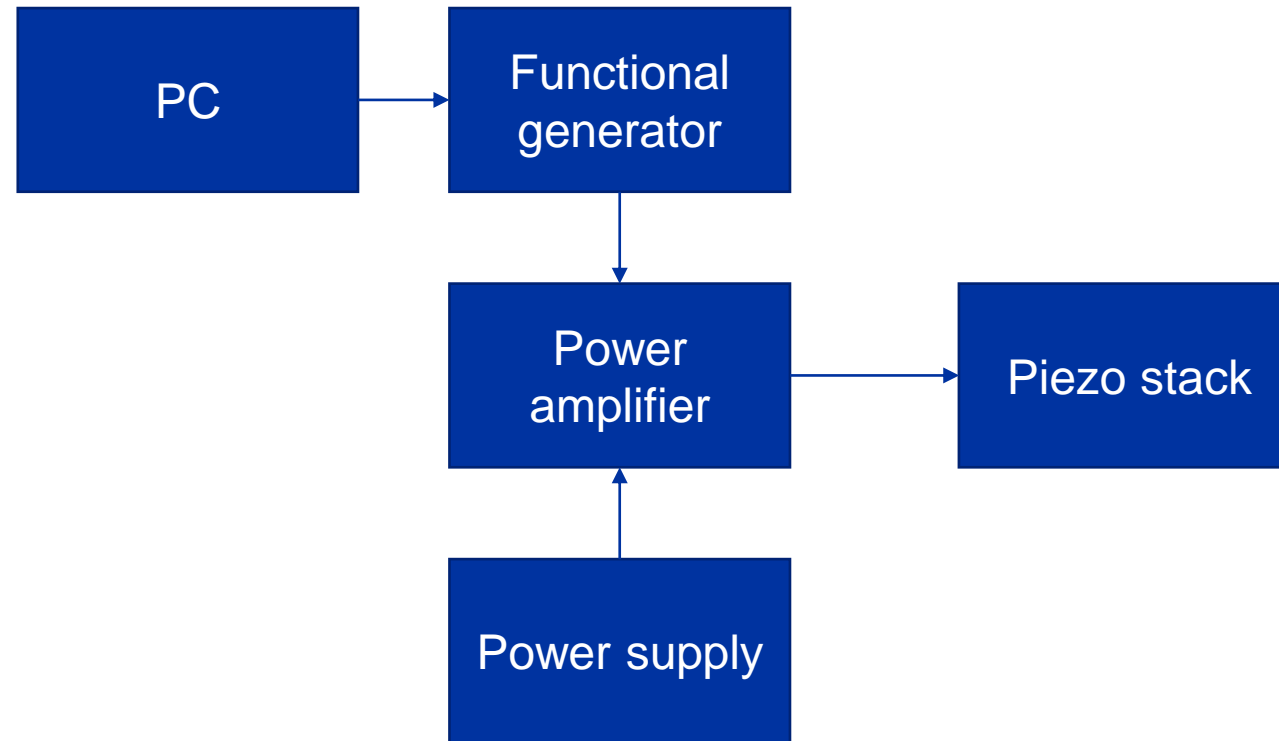 PC
Functional
generator
Power
amplifier
Piezo stack
Power supply